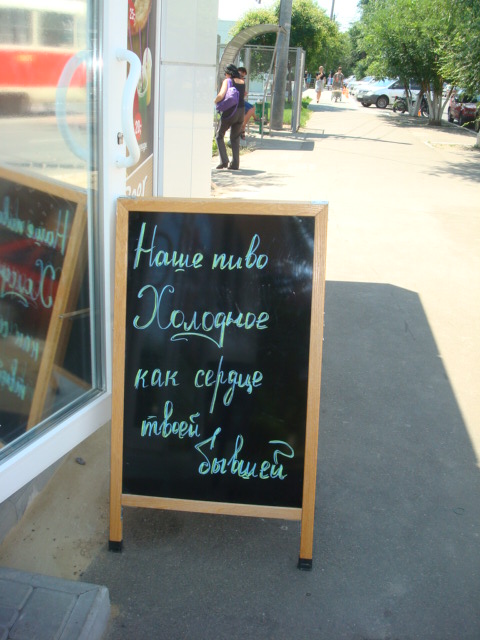 Наше пиво
Холодное
как сердце
твоей
бывшей